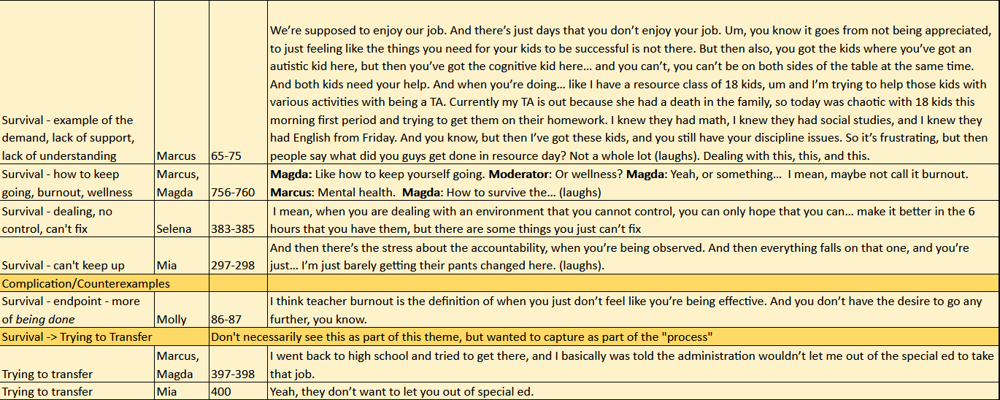 We’re supposed to enjoy our job. And there’s just days that you don’t enjoy your job. Um, you know it goes from not being appreciated,
to just feeling like the things you need for your kids to be successful is not there. But then also, you got the kids where you’ve got an
autistic kid here, but then you’ve got the cognitive kid here… and you can’t, you can’t be on both sides of the table at the same time.
And both kids need your help. And when you’re doing… like I have a resource class of 18 kids, um and I’m trying to help those kids with
various activities with being a TA. Currently my TA is out because she had a death in the family, so today was chaotic with 18 kids this
Survival - example of the morning first period and trying to get them on their homework. I knew they had math, I knew they had social studies, and I knew they
demand, lack of support, had English from Friday. And you know, but then I’ve got these kids, and you still have your discipline issues. So it’s frustrating, but then
lack of understanding Marcus 65-75 people say what did you guys get done in resource day? Not a whole lot (laughs). Dealing with this, this, and this.
Survival - how to keep Marcus, Magda: Like how to keep yourself going. Moderator: Or wellness? Magda: Yeah, or something… I mean, maybe not call it burnout.
going, burnout, wellness Magda 756-760 Marcus: Mental health. Magda: How to survive the… (laughs)
Survival - dealing, no I mean, when you are dealing with an environment that you cannot control, you can only hope that you can… make it better in the 6
control, can't fix Selena 383-385 hours that you have them, but there are some things you just can’t fix
And then there’s the stress about the accountability, when you’re being observed. And then everything falls on that one, and you’re
Survival - can't keep up Mia 297-298 just… I’m just barely getting their pants changed here. (laughs).
Complication/Counterexamples
Survival - endpoint - more I think teacher burnout is the definition of when you just don’t feel like you’re being effective. And you don’t have the desire to go any
of being done Molly 86-87 further, you know.
Survival -> Trying to Transfer Don't necessarily see this as part of this theme, but wanted to capture as part of the "process"
Marcus, I went back to high school and tried to get there, and I basically was told the administration wouldn’t let me out of the special ed to take
Trying to transfer Magda 397-398 that job.
Trying to transfer Mia 400 Yeah, they don’t want to let you out of special ed.